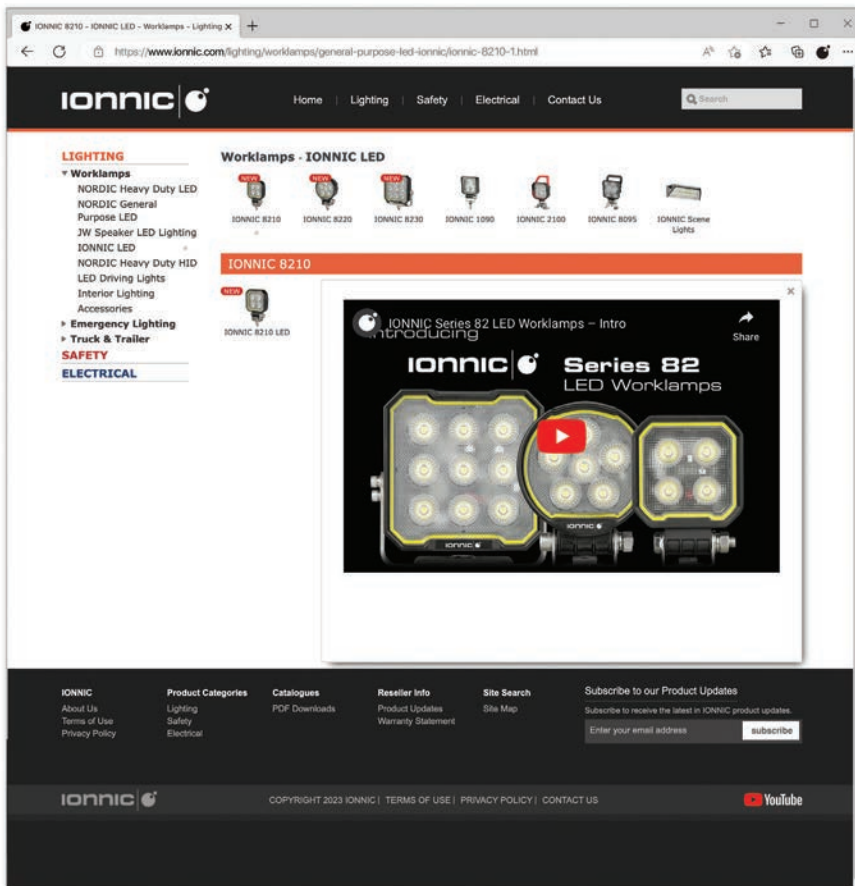 IONNIC 8210 – IONNIC LED – Worklamps – Lighting
https://www.ionnic.com/lighting/worklamps/general-purpose-led-ionnic/ionnic-8210-1.html
IONNIC
Home | Lighting | Safety | Electrical | Contact Us
Search
LIGHTING
Worklamps
NORDIC Heavy Duty LED
NORDIC General
Purpose LED
JW Speaker LED Lighting
IONNIC LED
NORDIC Heavy Duty HID
LED Driving Lights
Interior Lighting
Accessories
Emergency Lighting
Truck & Trailer
SAFETY
ELECTRICAL
Worklamps - IONNIC LED
NEW NEW NEW
IONNIC 8210 IONNIC 8220 IONNIC 8230 IONNIC 1090 IONNIC 2100 IONNIC 8095 IONNIC Scene
Lights
IONNIC 8210
NEW
IONNIC 8210 LED
IONNIC Series 82 LED Worklamps – Intro
Share
Introducing
IONNIC Series 82
LED Worklamps
IONNIC
IONNIC
IONNIC
About Us
Terms of Use
Privacy Policy
Product Categories
Lighting
Safety
Electrical
Catalogues
PDF Downloads
Reseller Info
Product Updates
Warranty Statement
Site Search
Site Map
Subscribe to our Product Updates
Subscribe to receive the latest in IONNIC product updates.
Enter your email address subscribe
IONNIC
COPYRIGHT 2023 IONNIC | TERMS OF USE | PRIVACY POLICY | CONTACT US
YouTube